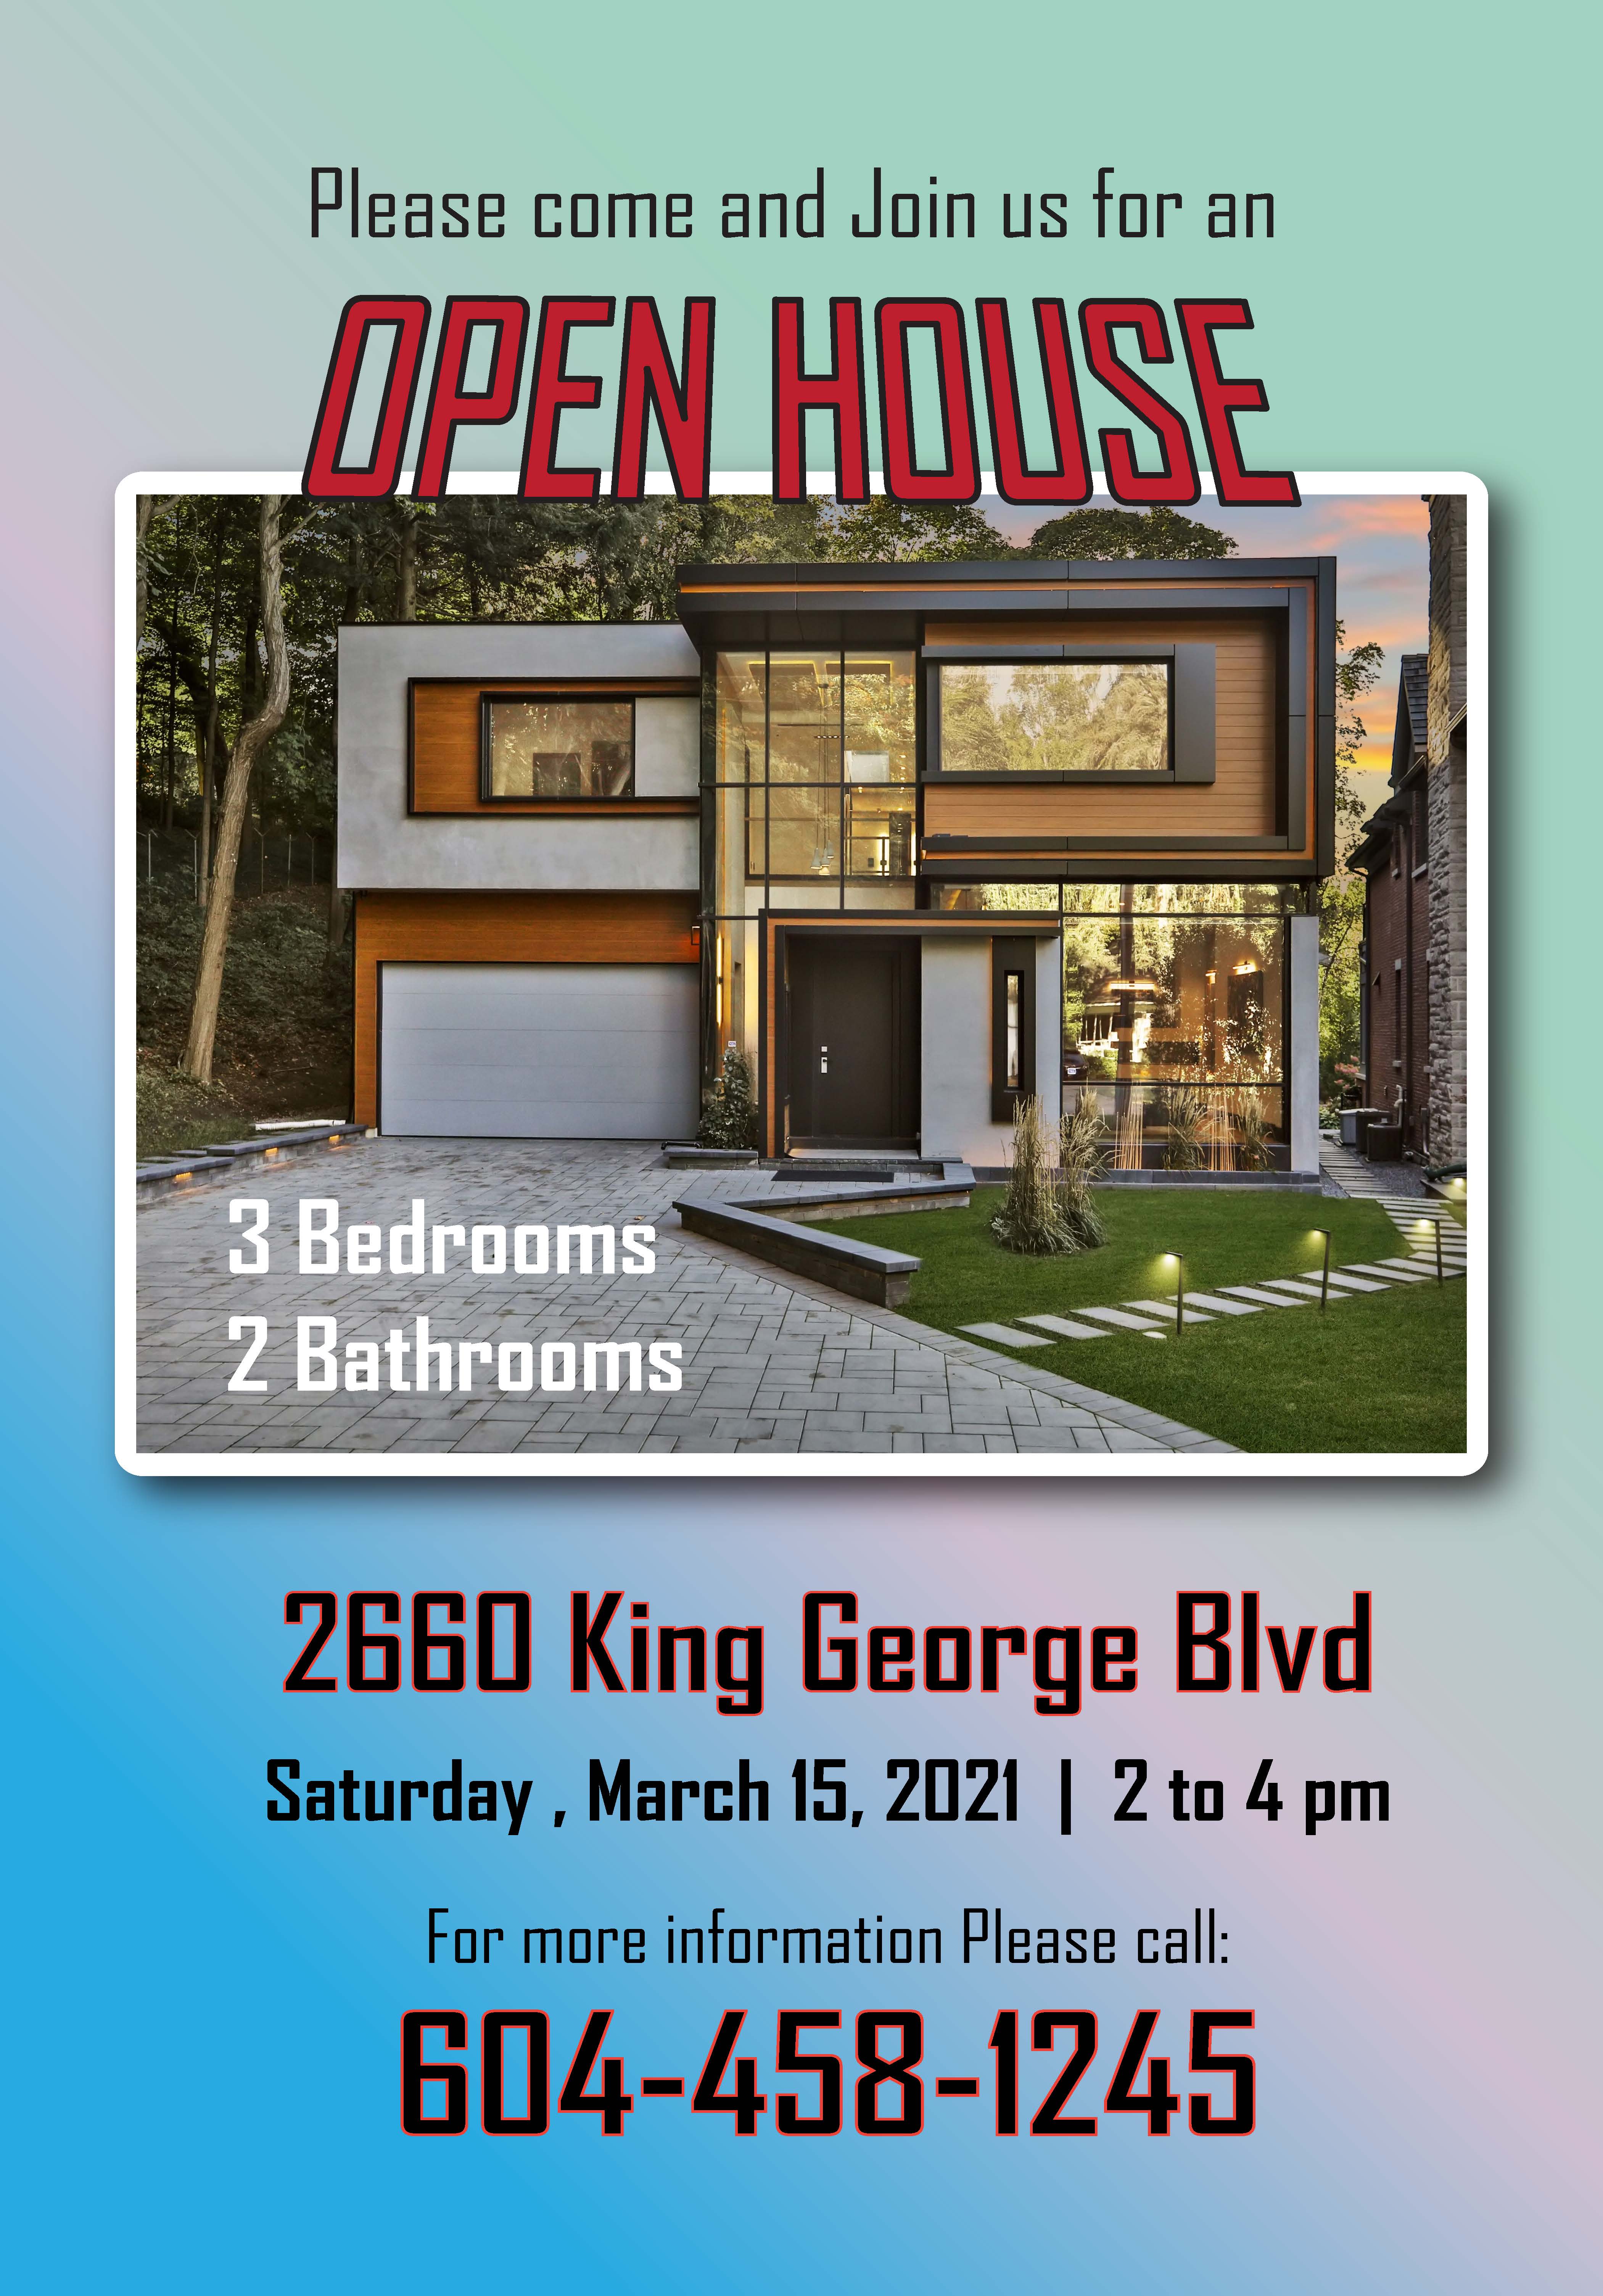 Please come and Join us for an
OPEN HOUSE
3 Bedrooms
2 Bathrooms
2660 King George Blvd
Saturday , March 15, 2021 | 2 to 4 pm
For more information Please call:
604-458-1245